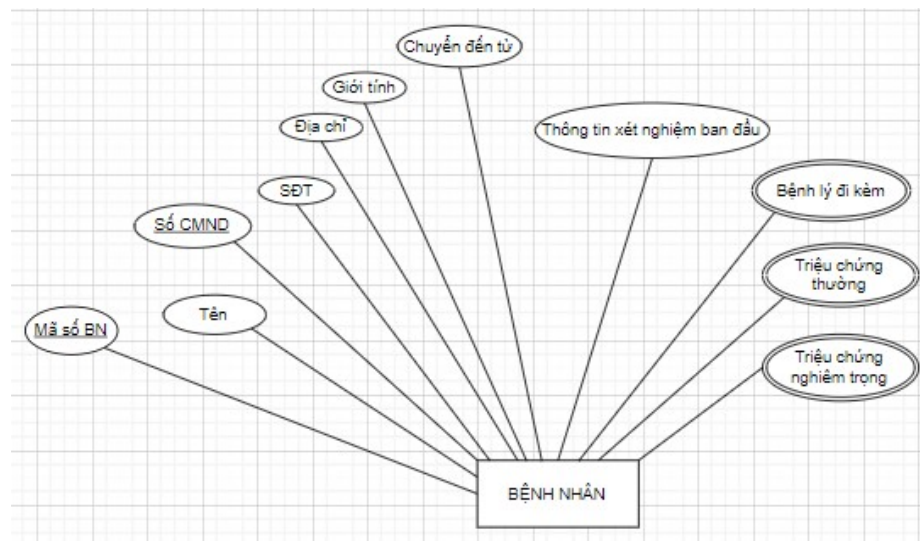 Chuyển đến từ
Giới tính
Địa chỉ
Thông tin xét nghiệm ban đầu
SĐT
Bệnh lý đi kèm
Số CMND
Triệu chứng
thường
Tên
Mã số BN
Triệu chứng
nghiêm trọng
BỆNH NHÂN